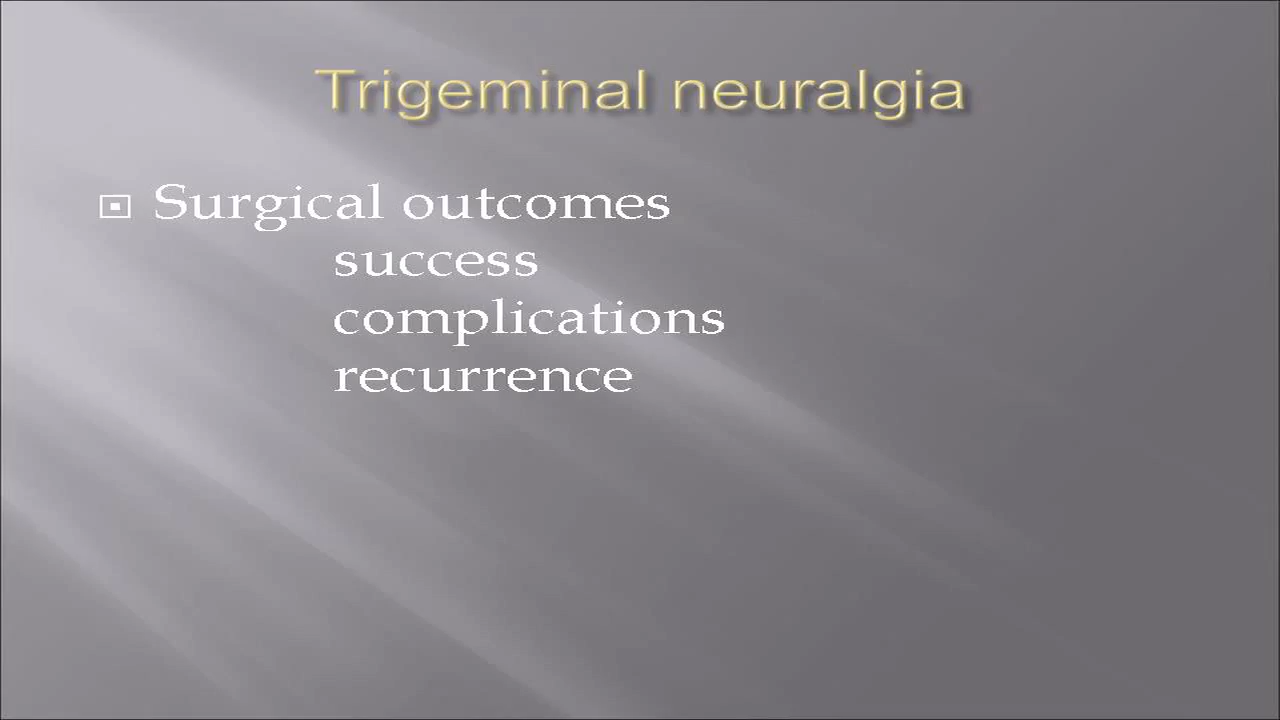 Trigeminal neuralgia
Surgical outcomes
success
complications
recurrence